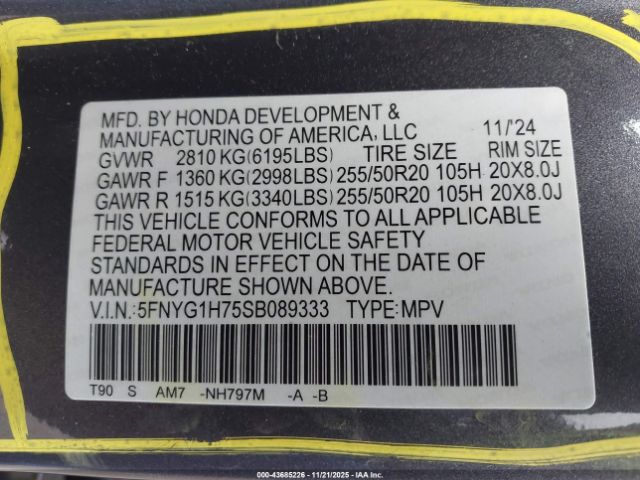 MFD. BY HONDA DEVELOPMENT &
MANUFACTURING OF AMERICA, LLC 11/'24
GVWR 2810 KG(6195LBS) TIRE SIZE RIM SIZE
GAWR F 1360 KG(2998LBS) 255/50R20 105H 20X8.0J
GAWR R 1515 KG(3340LBS) 255/50R20 105H 20X8.0J
THIS VEHICLE CONFORMS TO ALL APPLICABLE
FEDERAL MOTOR VEHICLE SAFETY
STANDARDS IN EFFECT ON THE DATE OF
MANUFACTURE SHOWN ABOVE.
V.I.N.:5FNYG1H75SB089333 TYPE:MPV
T90 S AM7 -NH797M -A -B
© 43685226 - 11/21/2025 - IAA Inc.